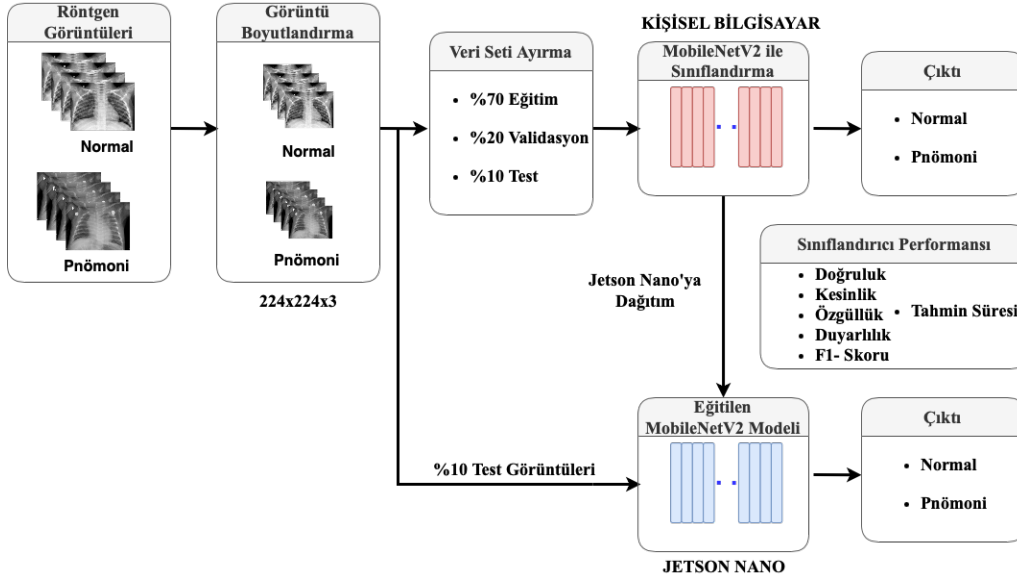 Röntgen
Görüntüleri
Normal
Pnömoni
Görüntü
Boyutlandırma
Normal
Pnömoni
224x224x3
Veri Seti Ayırma
• %70 Eğitim
• %20 Validasyon
• %10 Test
KİŞİSEL BİLGİSAYAR
MobileNetV2 ile
Sınıflandırma
Çıktı
• Normal
• Pnömoni
Jetson Nano'ya
Dağıtım
Sınıflandırıcı Performansı
• Doğruluk
• Kesinlik
• Özgüllük
• Duyarlılık
• F1- Skoru
• Tahmin Süresi
%10 Test Görüntüleri
Eğitilen
MobileNetV2 Modeli
JETSON NANO
Çıktı
• Normal
• Pnömoni